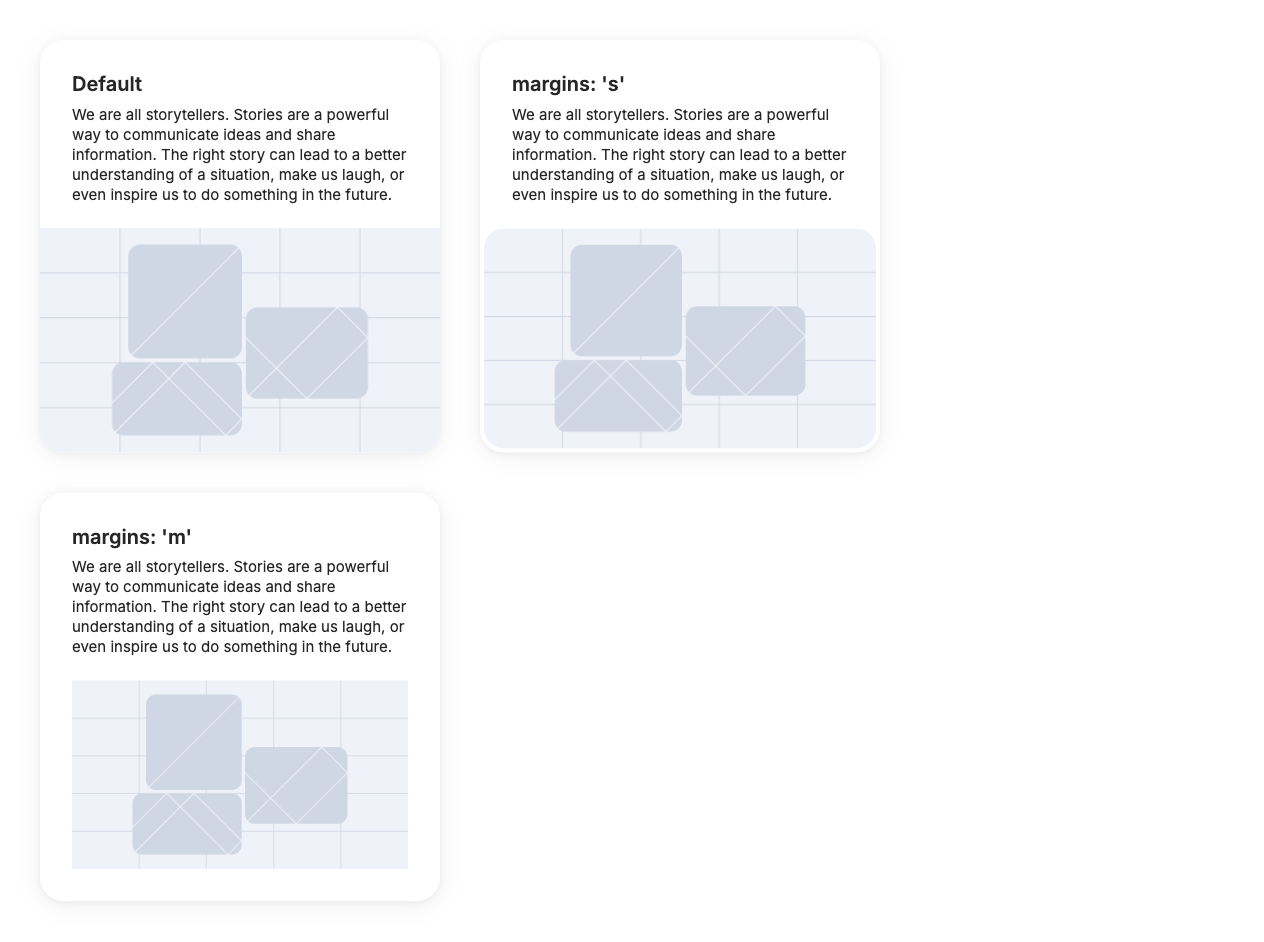 Default
We are all storytellers. Stories are a powerful
way to communicate ideas and share
information. The right story can lead to a better
understanding of a situation, make us laugh, or
even inspire us to do something in the future.
margins: 's'
We are all storytellers. Stories are a powerful
way to communicate ideas and share
information. The right story can lead to a better
understanding of a situation, make us laugh, or
even inspire us to do something in the future.
margins: 'm'
We are all storytellers. Stories are a powerful
way to communicate ideas and share
information. The right story can lead to a better
understanding of a situation, make us laugh, or
even inspire us to do something in the future.